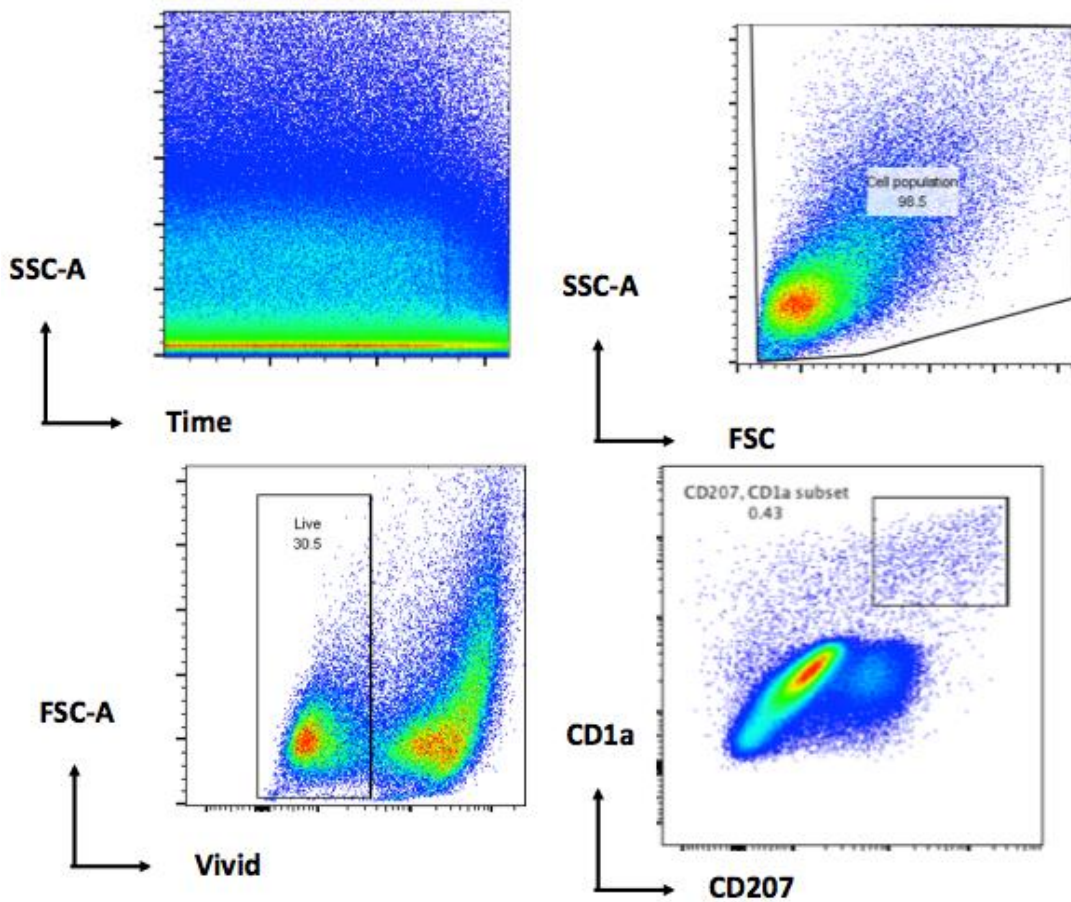 SSC-A
Time
Cell population
98.5
SSC-A
FSC
Live
30.5
FSC-A
Vivid
CD207, CD1a subset
0.43
CD1a
CD207